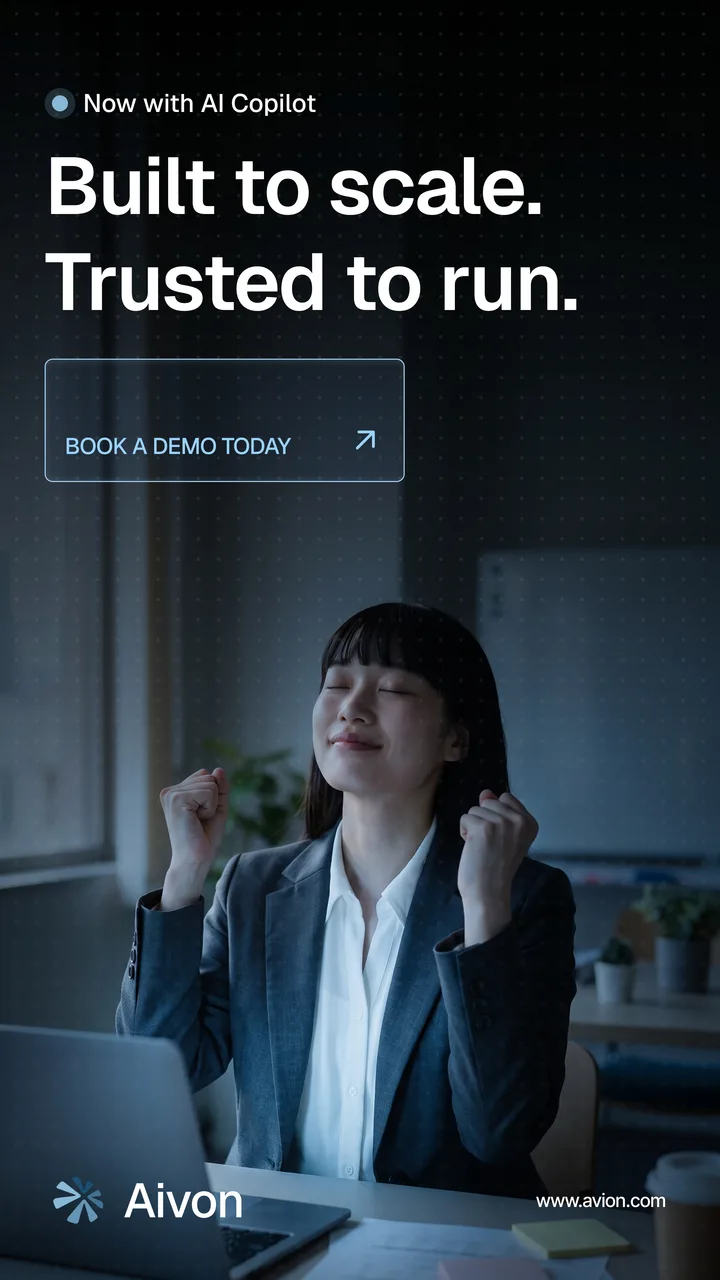 Now with AI Copilot
Built to scale.
Trusted to run.
BOOK A DEMO TODAY
Aivon
www.avion.com